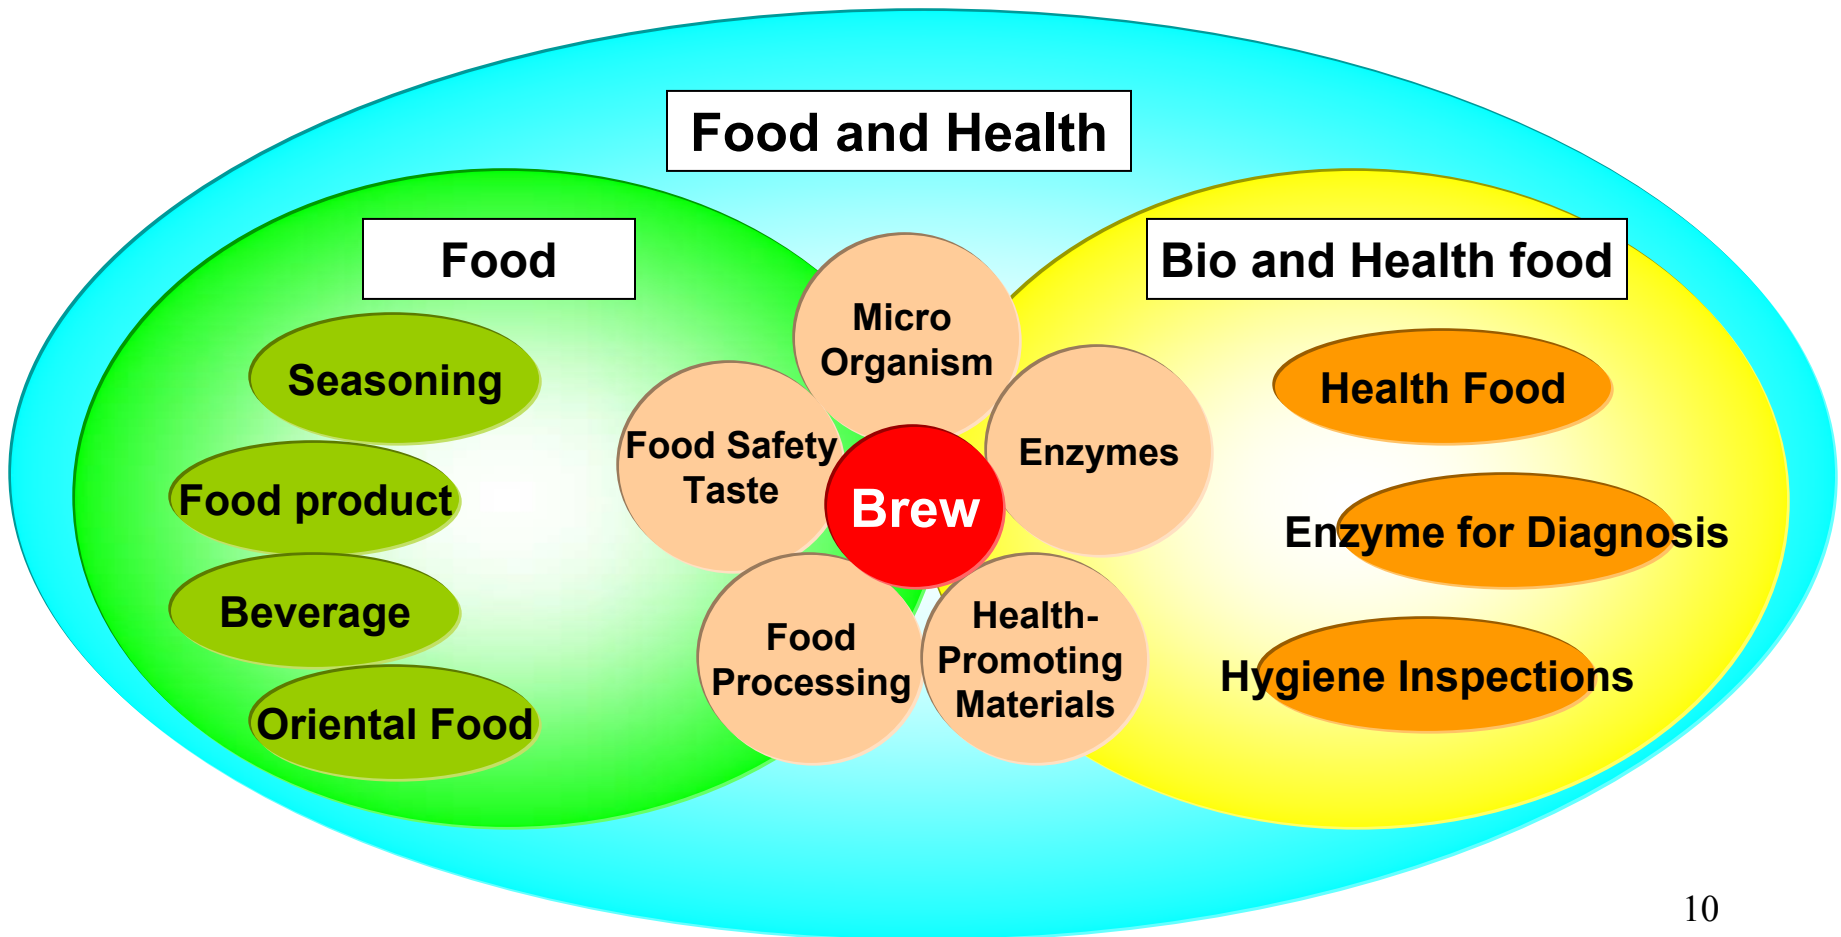 Food and Health
Food
Bio and Health food
Seasoning
Food product
Beverage
Oriental Food
Micro
Organism
Food Safety
Taste
Enzymes
Brew
Food
Processing
Health-
Promoting
Materials
Health Food
Enzyme for Diagnosis
Hygiene Inspections
10